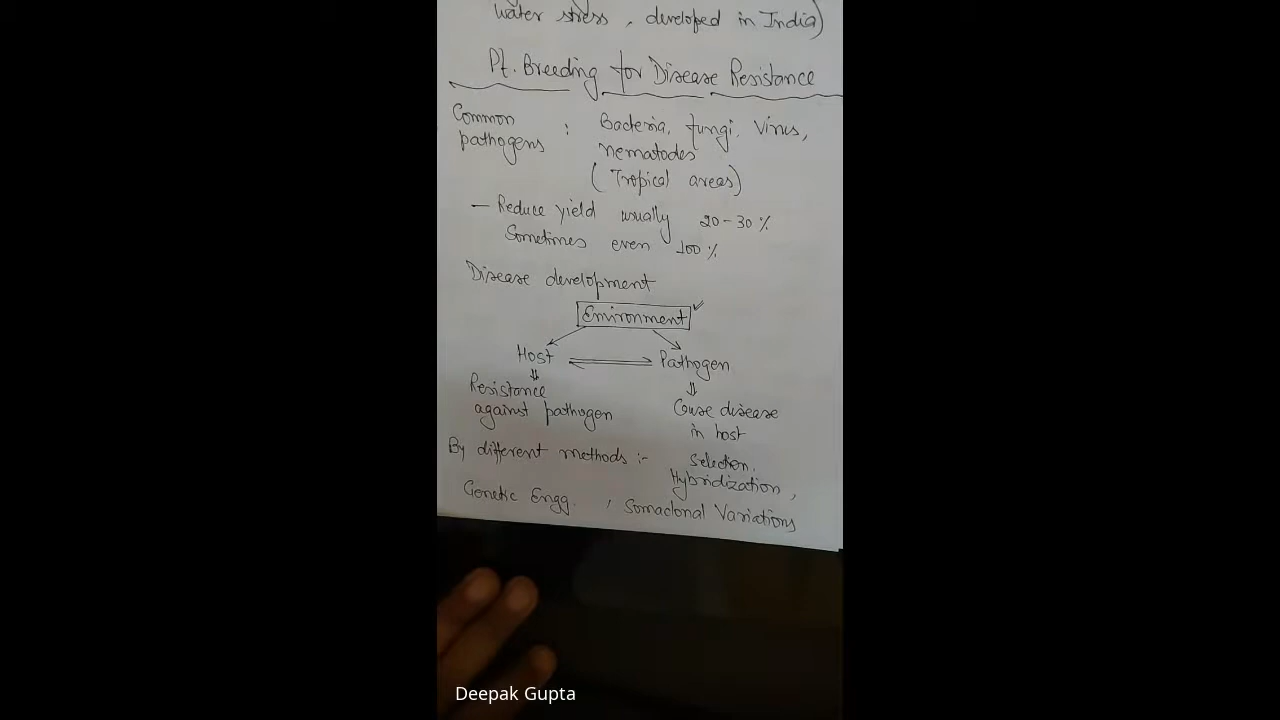 water stress, developed in India)
Pt. Breeding for Disease Resistance
Common pathogens : Bacteria, fungi, Virus,
nematodes
(Tropical areas)
— Reduce yield usually 20-30%
Sometimes even 100%
Disease development
Environment
Host Pathogen
Resistance against pathogen
Cause disease in host
By different methods :- Selection,
Hybridization,
Genetic Engg. , Somaclonal Variations
Deepak Gupta